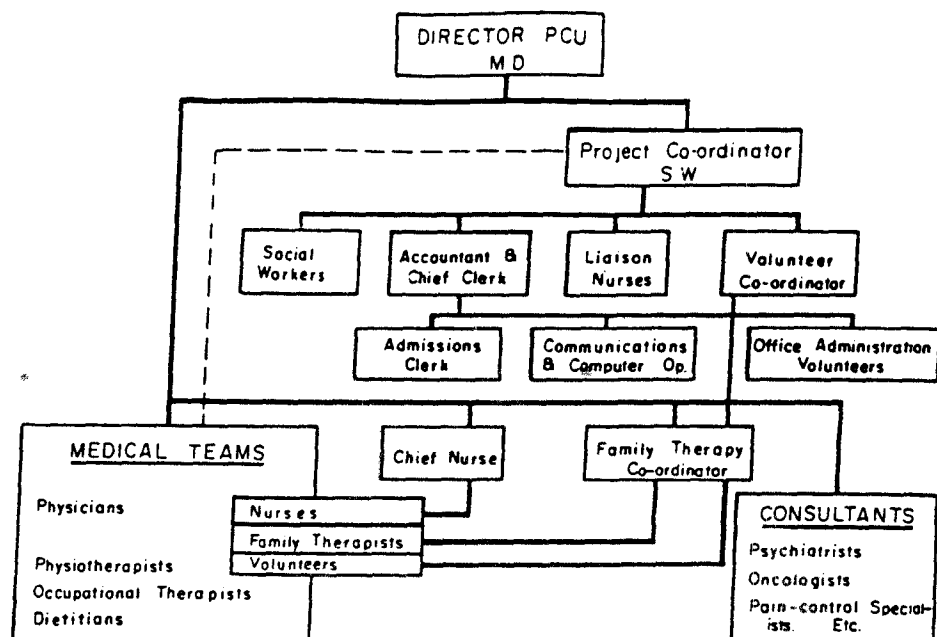 DIRECTOR PCU
MD
Project Co-ordinator
SW
Social
Workers
Accountant &
Chief Clerk
Liaison
Nurses
Volunteer
Co-ordinator
Admissions
Clerk
Communications
& Computer Op.
Office Administration
Volunteers
MEDICAL TEAMS
Physicians
Physiotherapists
Occupational Therapists
Dietitians
Nurses
Family Therapists
Volunteers
Chief Nurse
Family Therapy
Co-ordinator
CONSULTANTS
Psychiatrists
Oncologists
Pain-control Special-
ists. Etc.